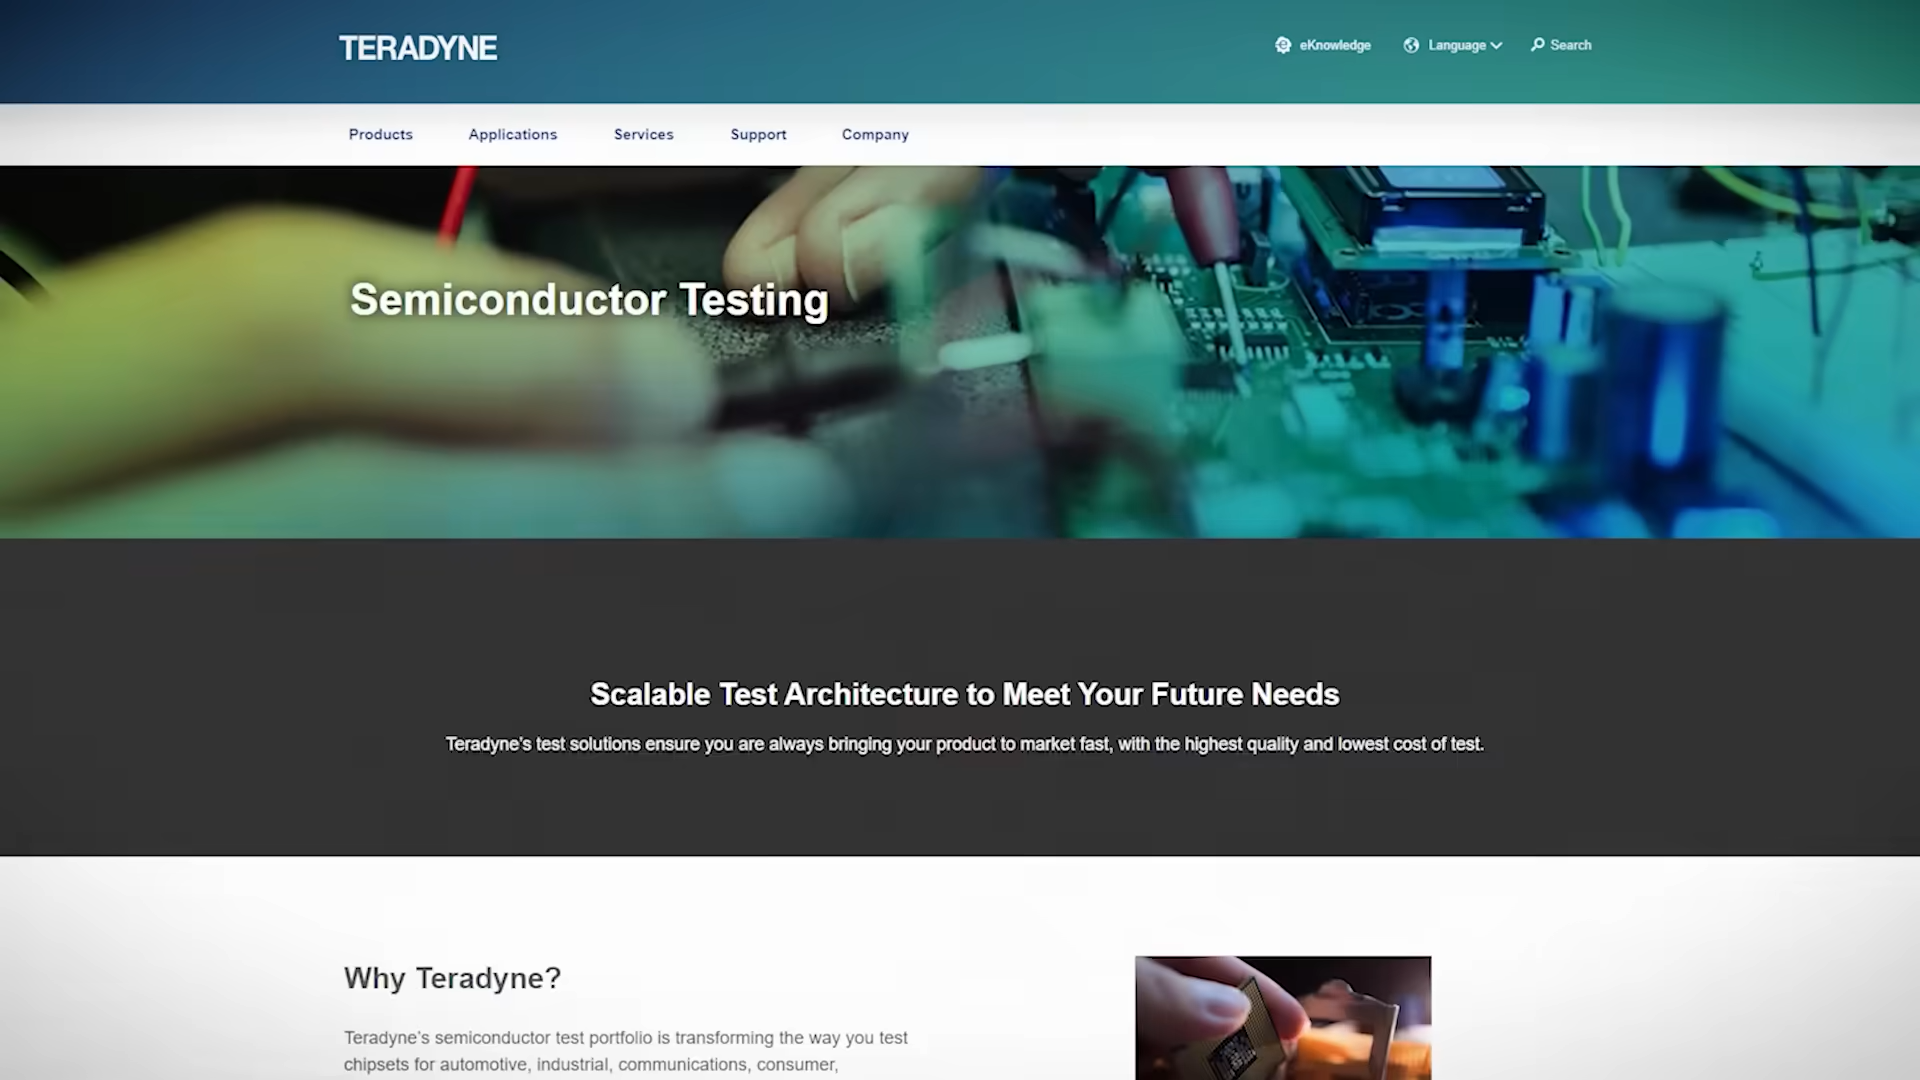 TERADYNE
eKnowledge
Language
Search
Products
Applications
Services
Support
Company
Semiconductor Testing
Scalable Test Architecture to Meet Your Future Needs
Teradyne's test solutions ensure you are always bringing your product to market fast, with the highest quality and lowest cost of test.
Why Teradyne?
Teradyne's semiconductor test portfolio is transforming the way you test
chipsets for automotive, industrial, communications, consumer,